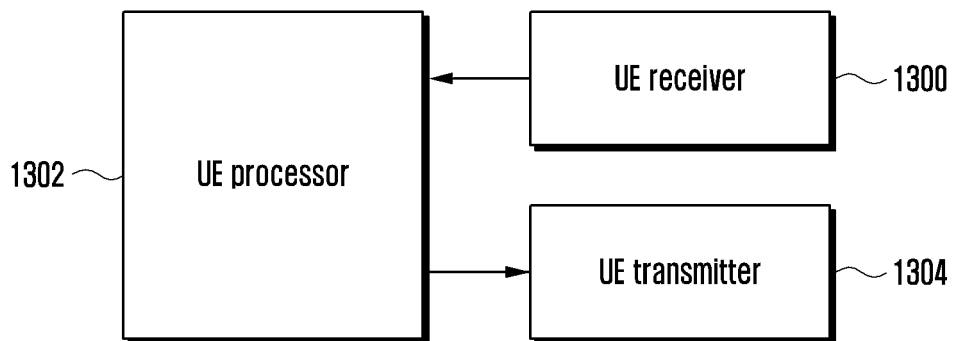 UE receiver
1300
1302
UE processor
UE transmitter
1304